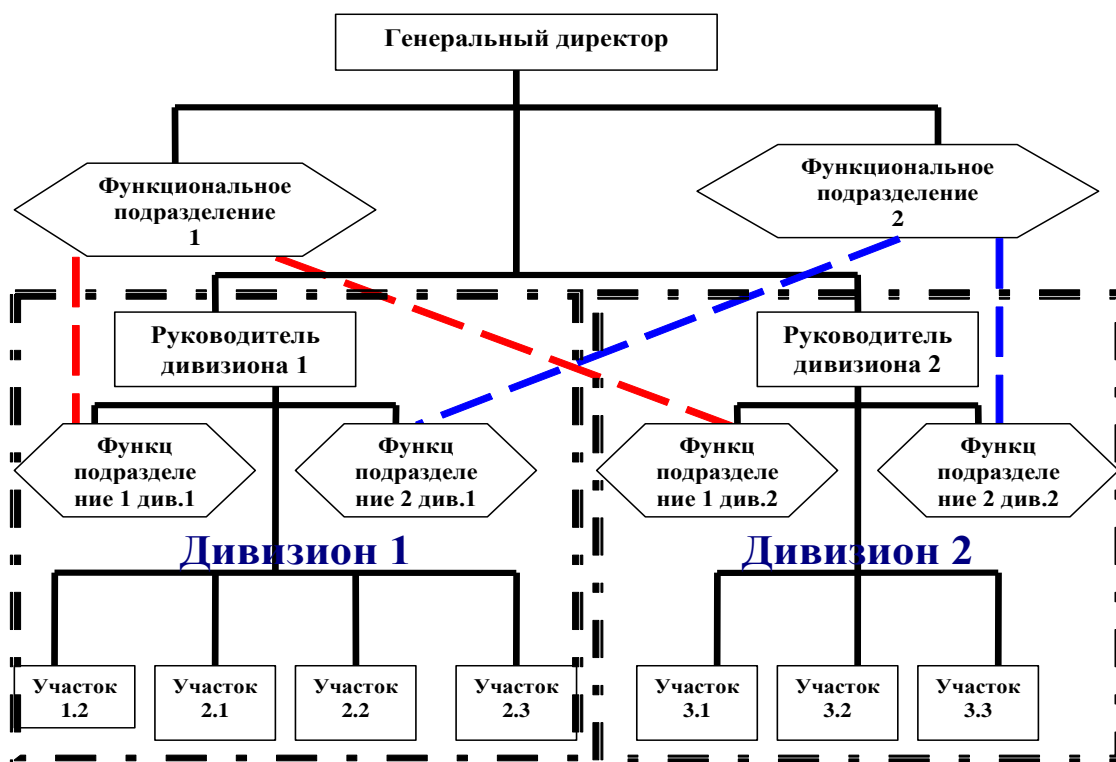 Генеральный директор
Функциональное
подразделение
1
Функциональное
подразделение
2
Руководитель
дивизиона 1
Руководитель
дивизиона 2
Функц
подразделе
ние 1 див.1
Функц
подразделе
ние 2 див.1
Функц
подразделе
ние 1 див.2
Функц
подразделе
ние 2 див.2
Дивизион 1
Дивизион 2
Участок
1.2
Участок
2.1
Участок
2.2
Участок
2.3
Участок
3.1
Участок
3.2
Участок
3.3